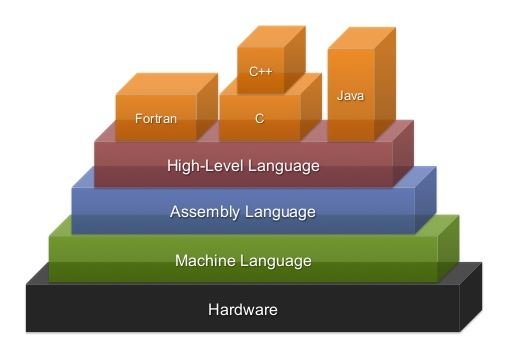 C++
Fortran
C
Java
High-Level Language
Assembly Language
Machine Language
Hardware